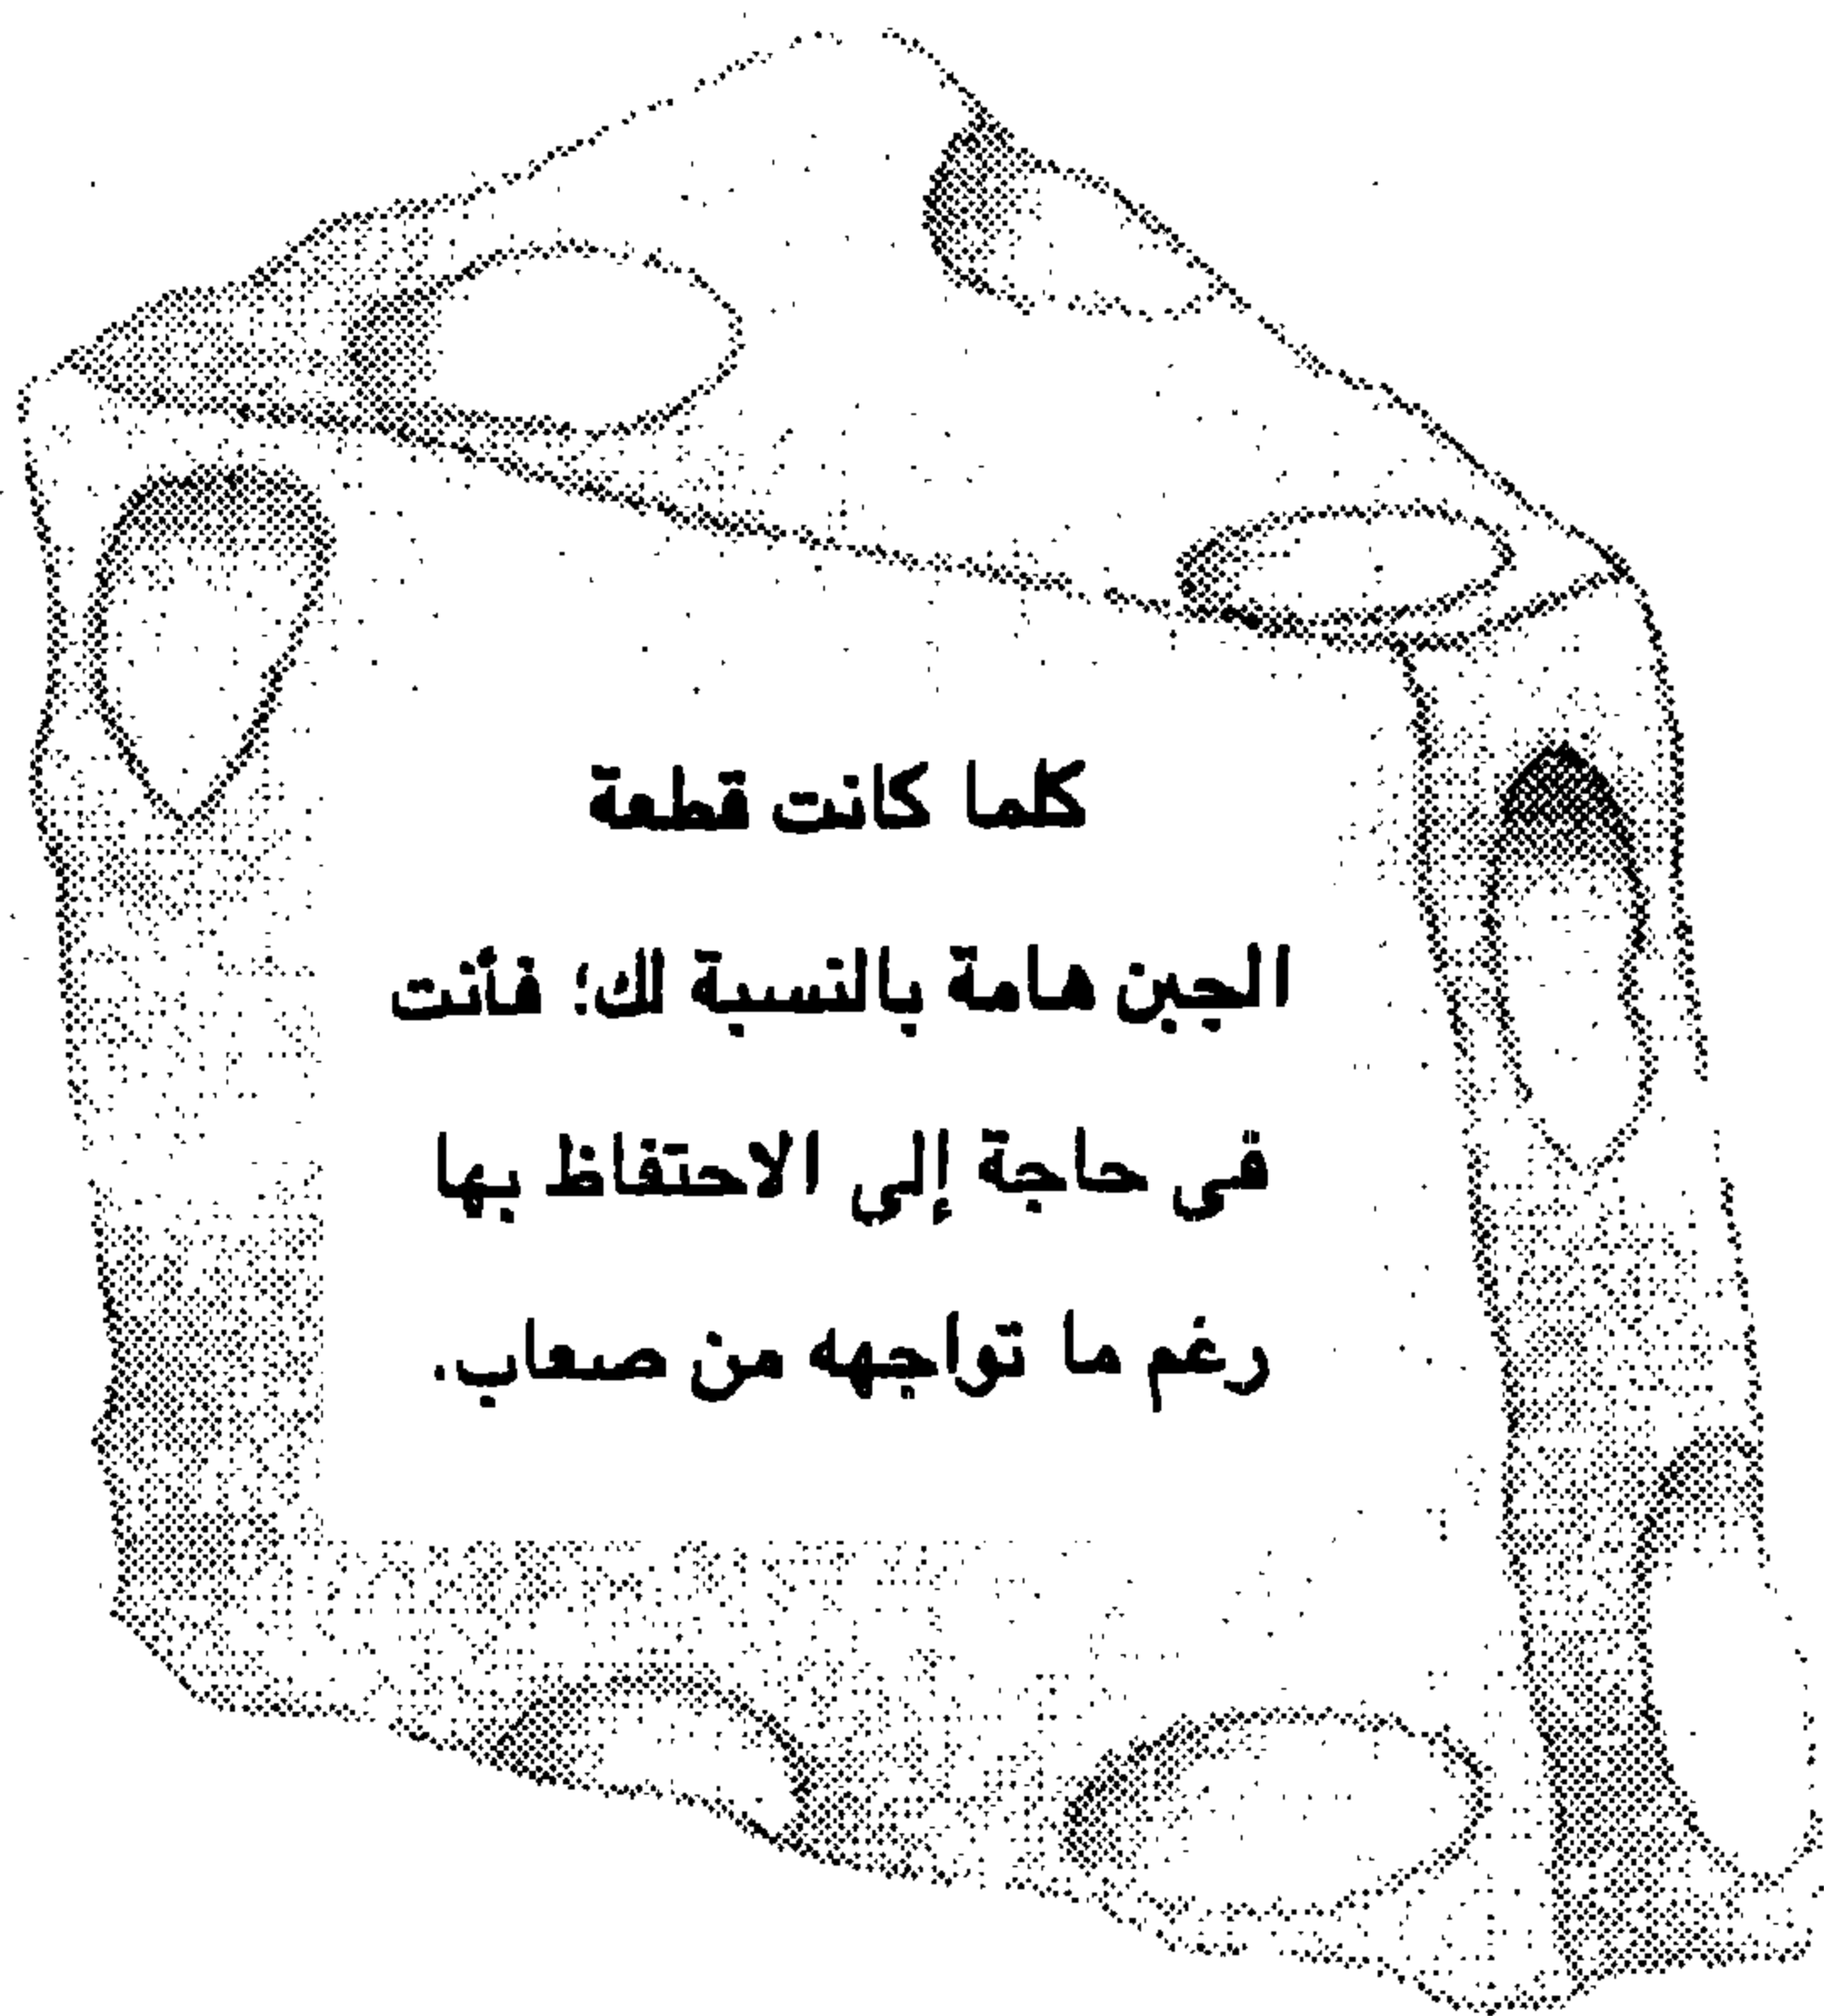 كلما كانت قطعة
الجبن هامة بالنسبة لك؛ فأنت
فى حاجة إلى الاحتفاظ بها
رغم ما تواجهه من صعاب.